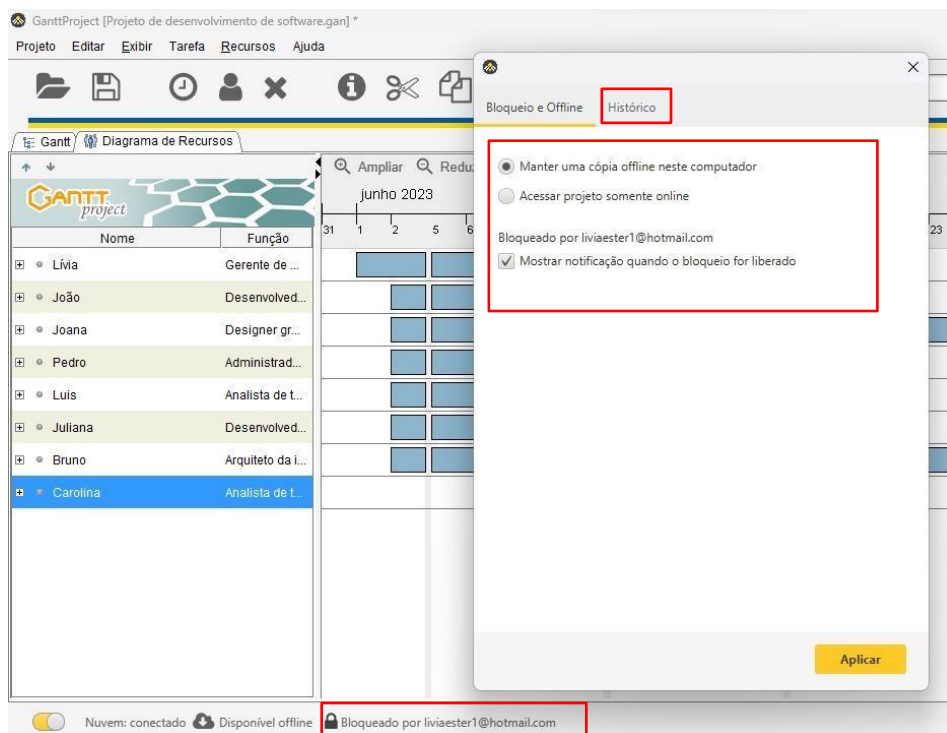 GanttProject [Projeto de desenvolvimento de software.gan] *
Projeto Editar Exibir Tarefa Recursos Ajuda
Gantt Diagrama de Recursos
Ampliar
GANTT
project
junho 2023
Nome Função
31 1 2 5 23
Lívia Gerente de ...
João Desenvolved...
Joana Designer gr...
Pedro Administrad...
Luis Analista de t...
Juliana Desenvolved...
Bruno Arquiteto da i...
Carolina Analista de t...
Bloqueio e Offline Histórico
Manter uma cópia offline neste computador
Acessar projeto somente online
Bloqueado por liviaester1@hotmail.com
Mostrar notificação quando o bloqueio for liberado
Aplicar
Nuvem: conectado Disponível offline Bloqueado por liviaester1@hotmail.com